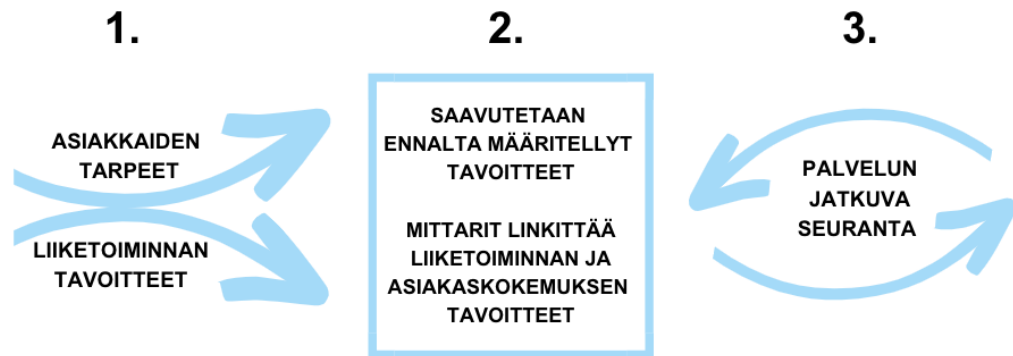 1.
ASIAKKAIDEN
TARPEET
LIIKETOIMINNAN
TAVOITTEET
2.
SAAVUTETAAN
ENNALTA MÄÄRITELLYT
TAVOITTEET
MITTARIT LINKITTÄÄ
LIIKETOIMINNAN JA
ASIAKASKOKEMUKSEN
TAVOITTEET
3.
PALVELUN
JATKUVA
SEURANTA